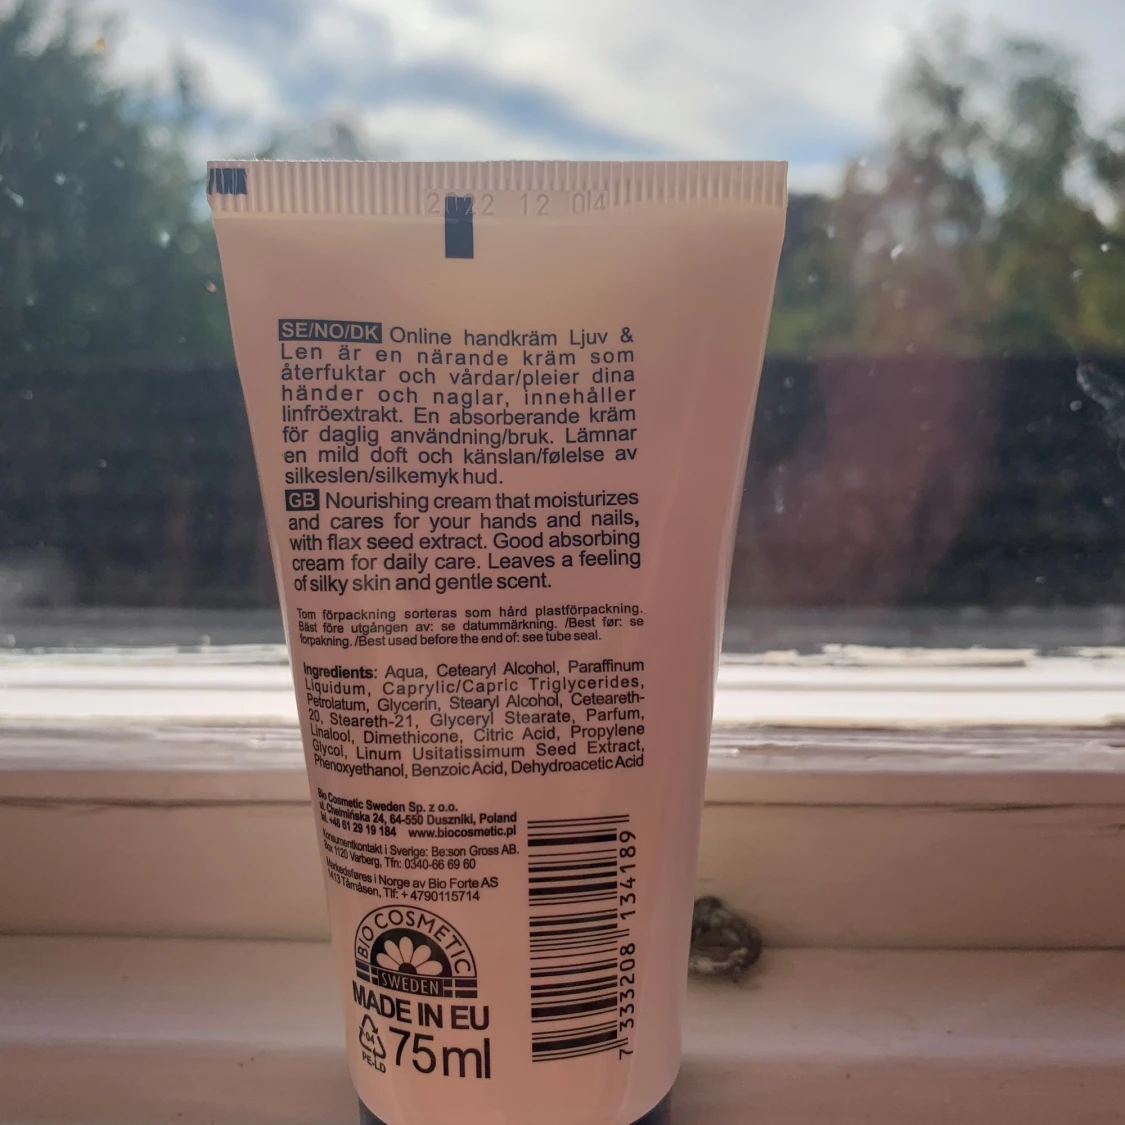 2022 12 04
SE/NO/DK Online handkräm Ljuv &
Len är en närande kräm som
återfuktar och vårdar/pleier dina
händer och naglar, innehåller
linfröextrakt. En absorberande kräm
för daglig användning/bruk. Lämnar
en mild doft och känslan/følelse av
silkeslen/silkemyk hud.
GB Nourishing cream that moisturizes
and cares for your hands and nails,
with flax seed extract. Good absorbing
cream for daily care. Leaves a feeling
of silky skin and gentle scent.
Tom förpackning sorteras som hård plastförpackning.
Bäst före utgången av: se datummärkning. /Best før: se
forpakning. /Best used before the end of: see tube seal.
Ingredients: Aqua, Cetearyl Alcohol, Paraffinum
Liquidum, Caprylic/Capric Triglycerides,
Petrolatum, Glycerin, Stearyl Alcohol, Ceteareth-
20, Steareth-21, Glyceryl Stearate, Parfum,
Linalool, Dimethicone, Citric Acid, Propylene
Glycol, Linum Usitatissimum Seed Extract,
Phenoxyethanol, Benzoic Acid, Dehydroacetic Acid
Bio Cosmetic Sweden Sp. z o.o.
ul. Chełmińska 24, 64-550 Duszniki, Poland
tel. +48 61 29 19 184 www.biocosmetic.pl
Konsumentkontakt i Sverige: Be:son Gross AB.
Box 1120 Varberg, Tfn: 0340-66 69 60
Markedsføres i Norge av Bio Forte AS
1413 Tårnåsen, Tlf: + 4790115714
BIO COSMETIC
SWEDEN
MADE IN EU
04
PE-LD
75ml
7 333208 134189